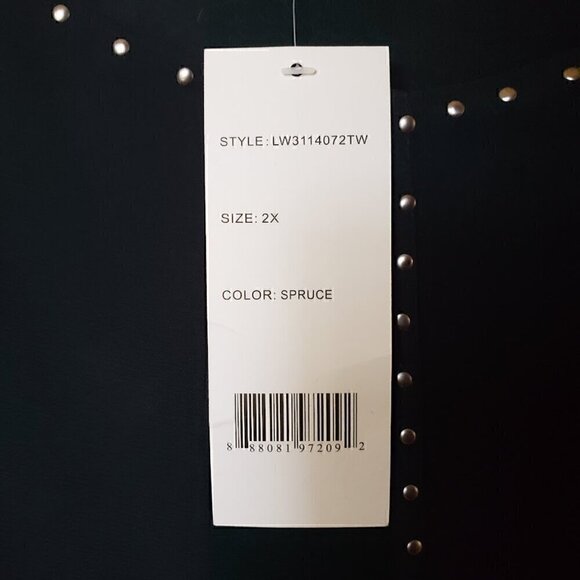 STYLE: LW3114072TW
SIZE: 2X
COLOR: SPRUCE
8 88081 97209 2